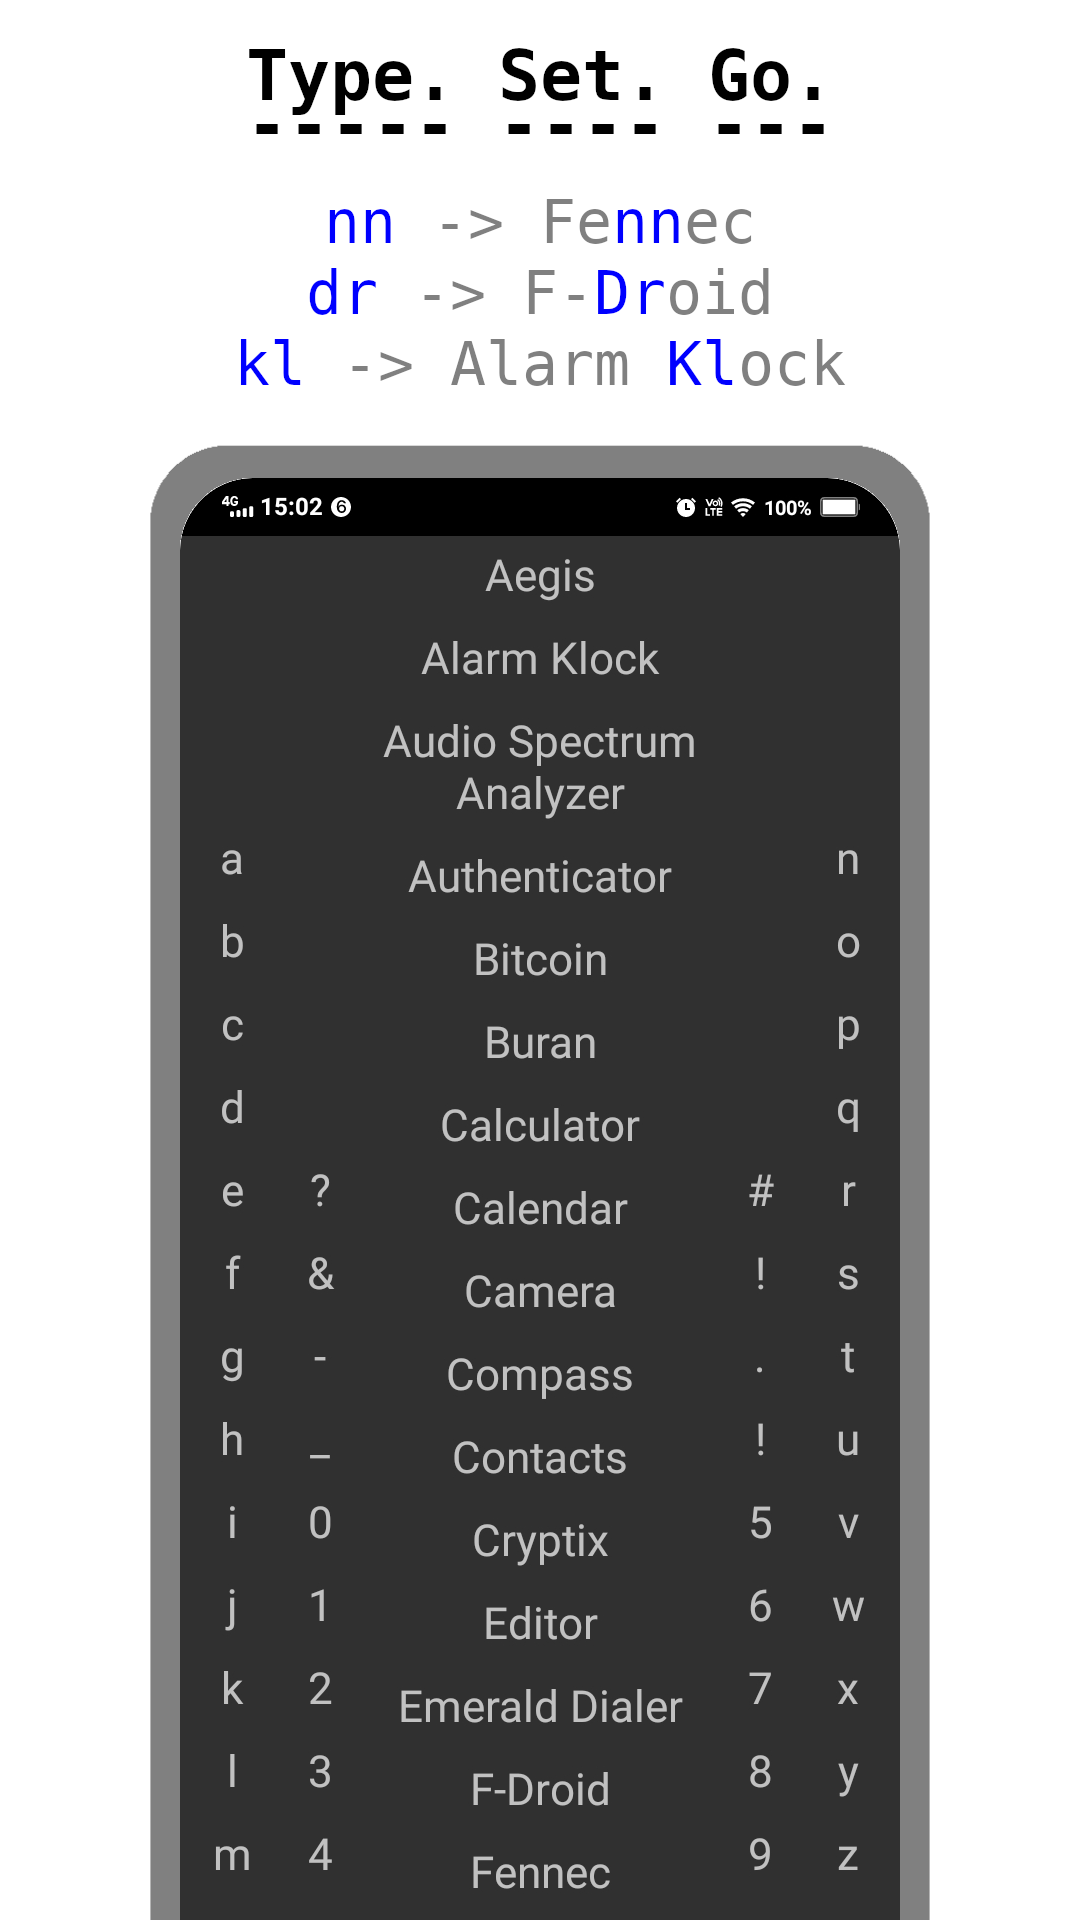 Type. Set. Go.
----- ---- ---
nn -> Fennec
dr -> F-Droid
kl -> Alarm Klock
4G 15:02 6 Vo) LTE 100%
Aegis
Alarm Klock
Audio Spectrum
Analyzer
a Authenticator n
b Bitcoin o
c Buran p
d Calculator q
e ? Calendar # r
f & Camera ! s
g - Compass . t
h _ Contacts ! u
i 0 Cryptix 5 v
j 1 Editor 6 w
k 2 Emerald Dialer 7 x
l 3 F-Droid 8 y
m 4 Fennec 9 z